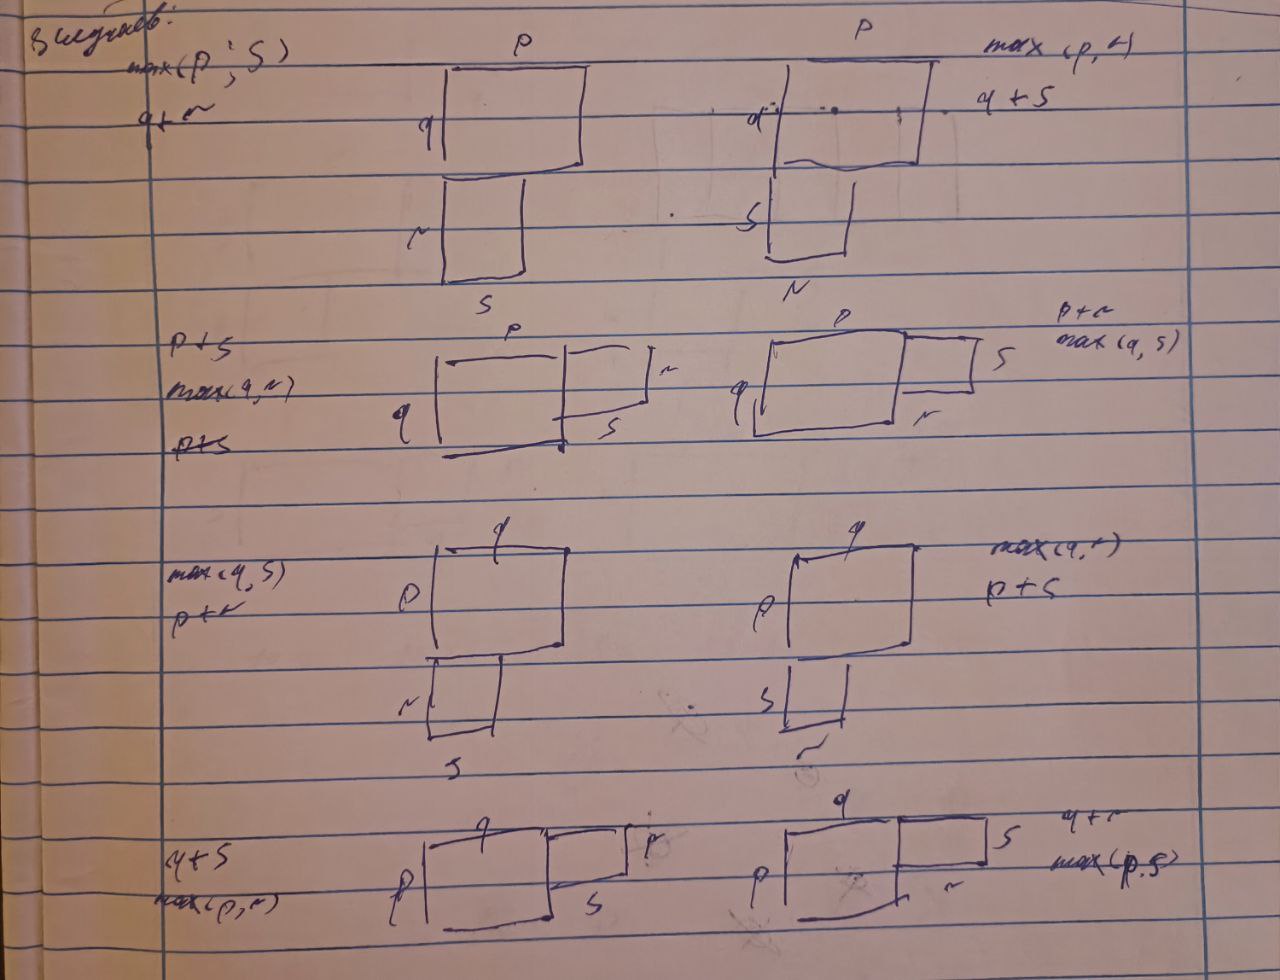 8 случаев:
max(p; s)
q+r
p
q
r
s
p
q
s
r
max(p,r)
q+s
p+s
max(q,r)
p+s
p
q
r
s
p
q
s
r
p+r
max(q,s)
max(q,s)
p+r
q
p
r
s
q
p
s
r
max(q,r)
p+s
q+s
max(p,r)
q
p
r
s
q
p
s
r
q+r
max(p,s)